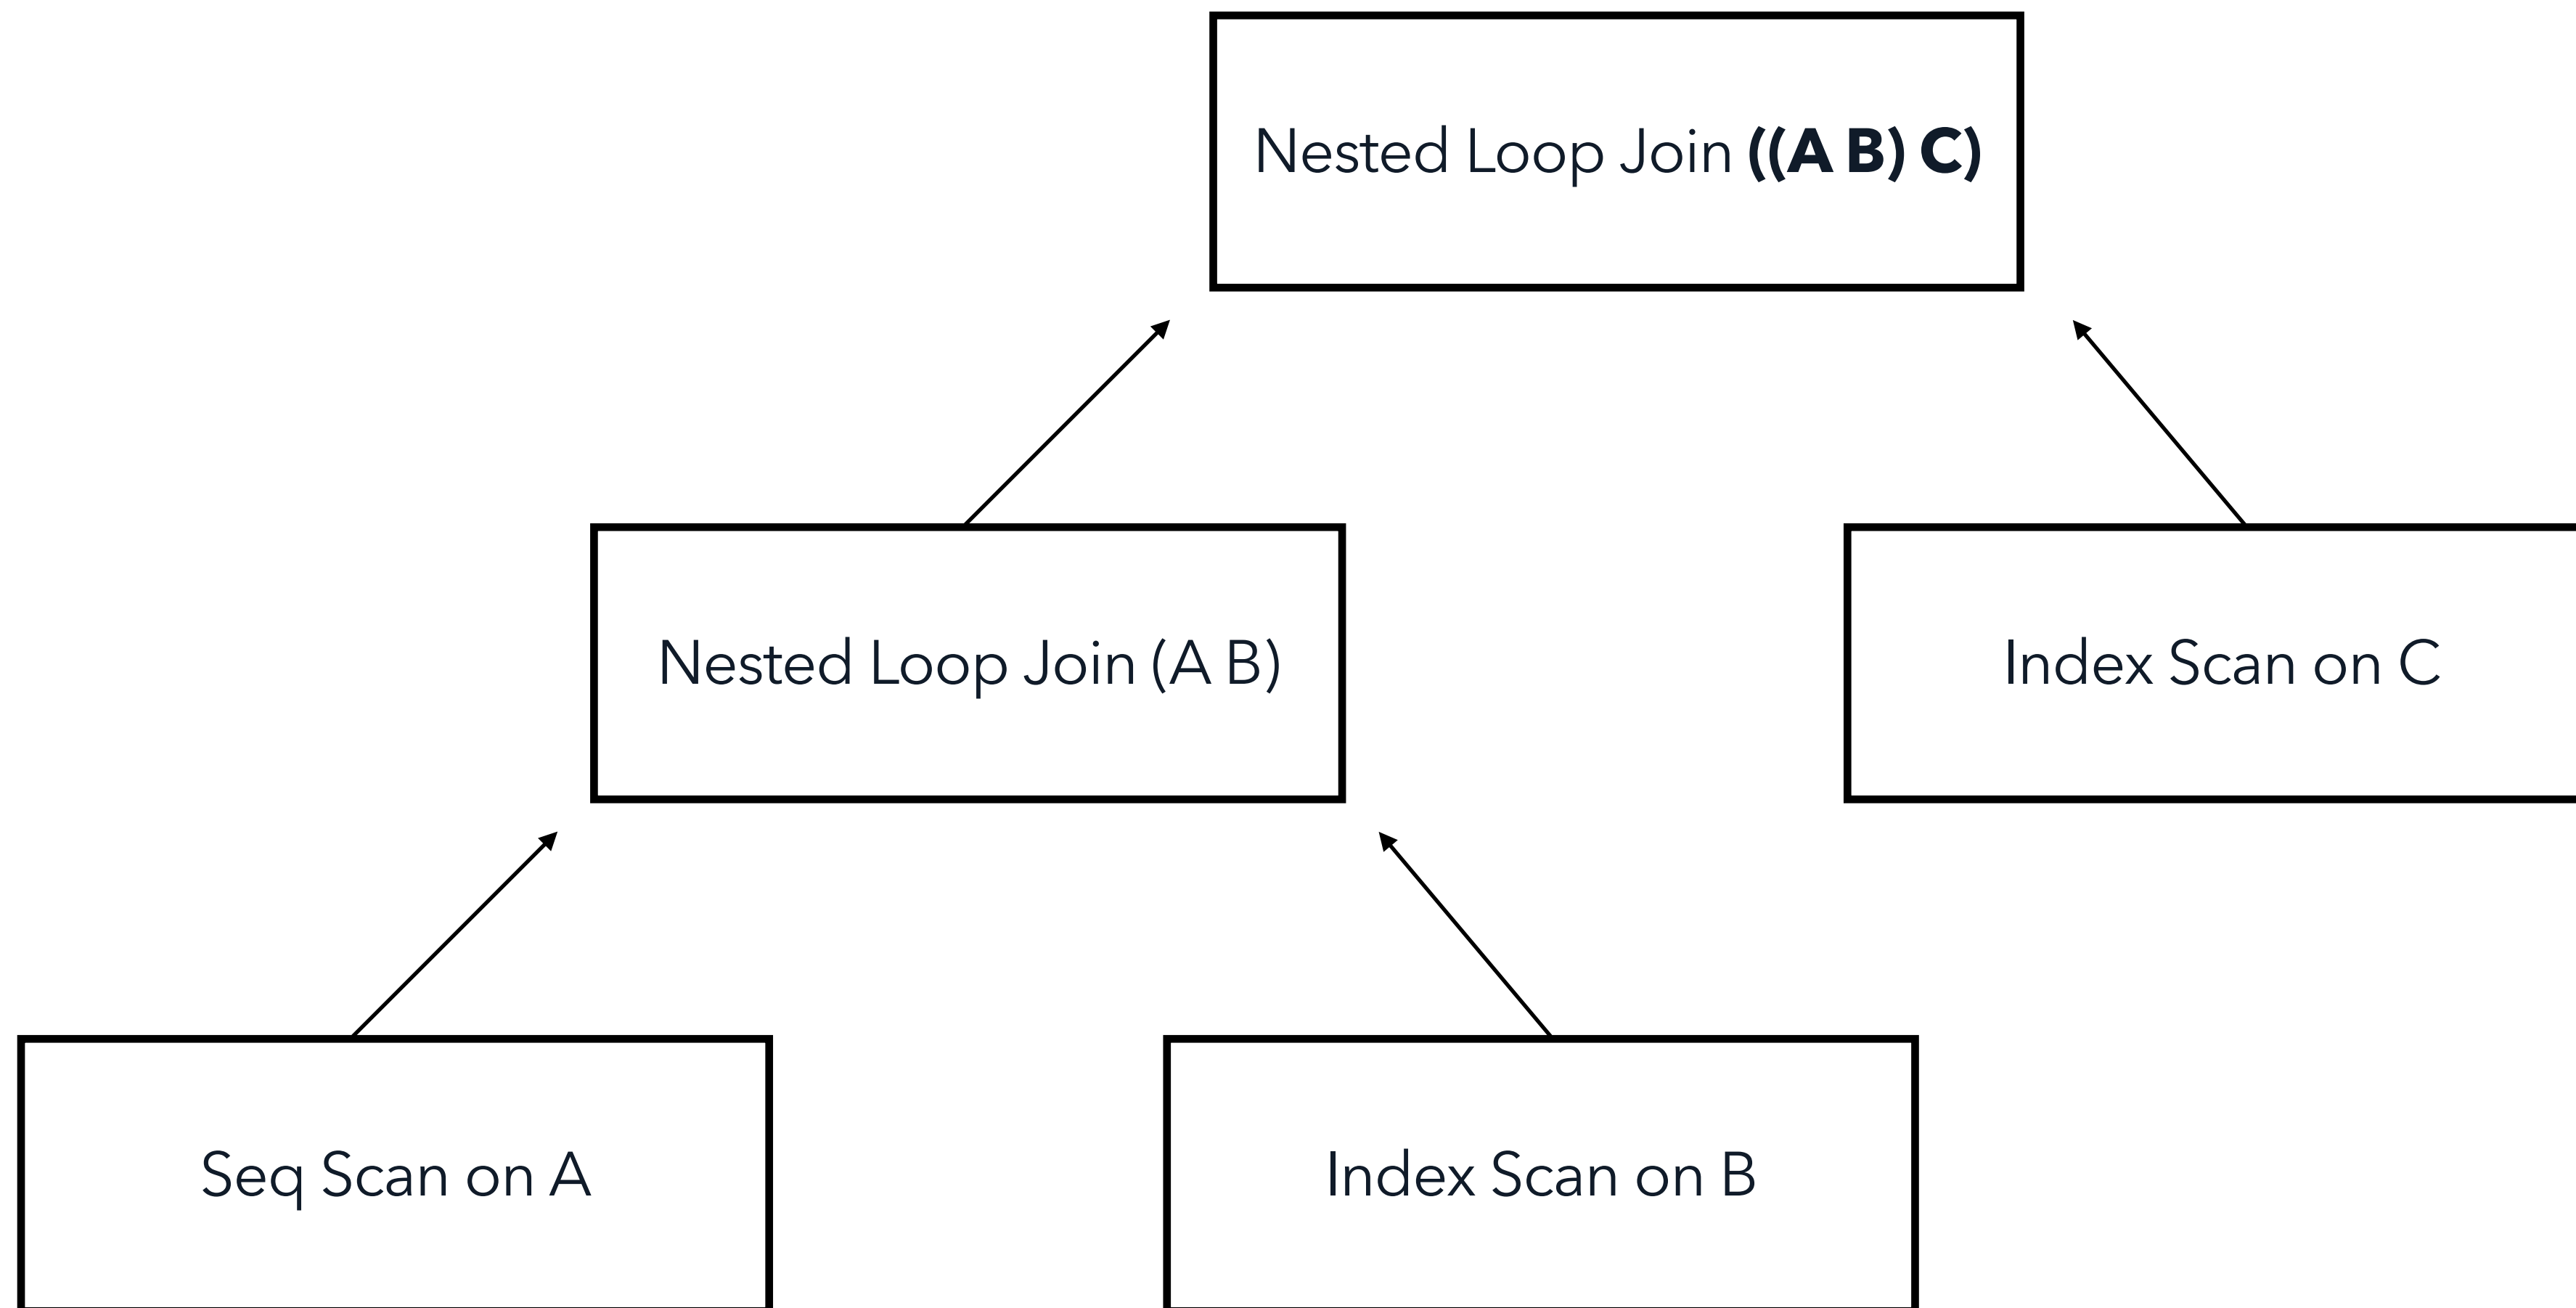 Nested Loop Join ((A B) C)
Nested Loop Join (A B)
Index Scan on C
Seq Scan on A
Index Scan on B